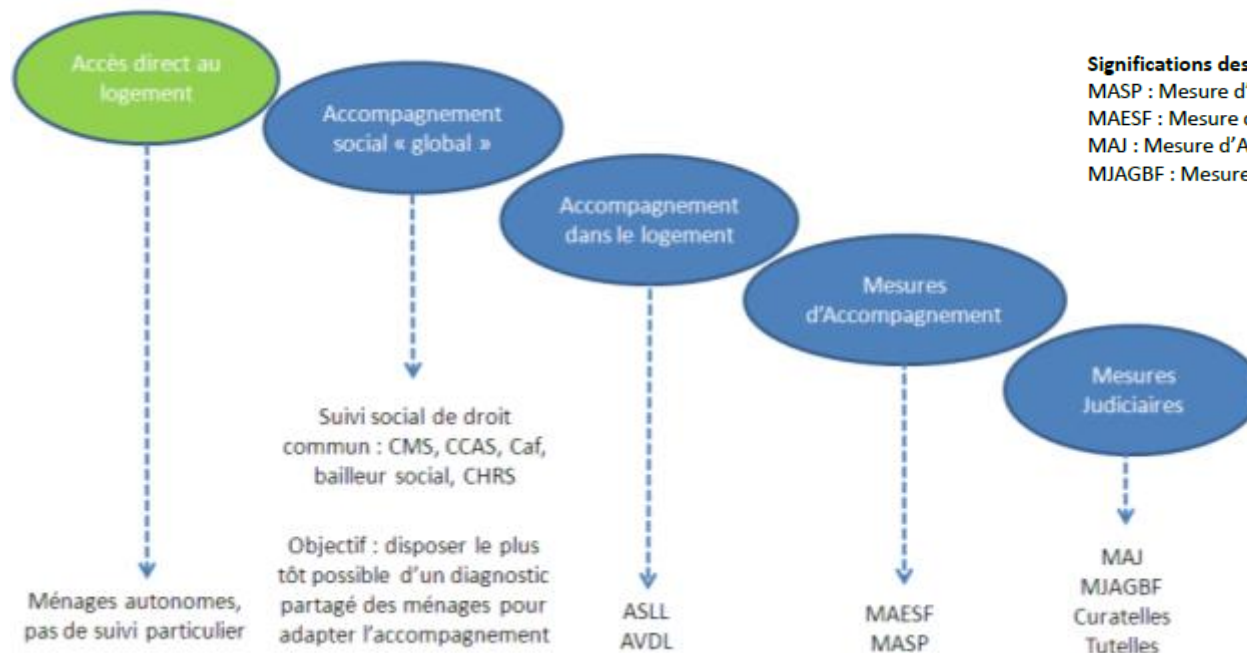 Accès direct au
logement
Accompagnement
social « global »
Accompagnement
dans le logement
Mesures
d'Accompagnement
Mesures
Judiciaires
Significations des
MASP : Mesure d'
MAESF : Mesure
MAJ : Mesure d'A
MJAGBF : Mesure
Ménages autonomes,
pas de suivi particulier
Suivi social de droit
commun : CMS, CCAS, Caf,
bailleur social, CHRS
Objectif : disposer le plus
tôt possible d'un diagnostic
partagé des ménages pour
adapter l'accompagnement
ASLL
AVDL
MAESF
MASP
MAJ
MJAGBF
Curatelles
Tutelles